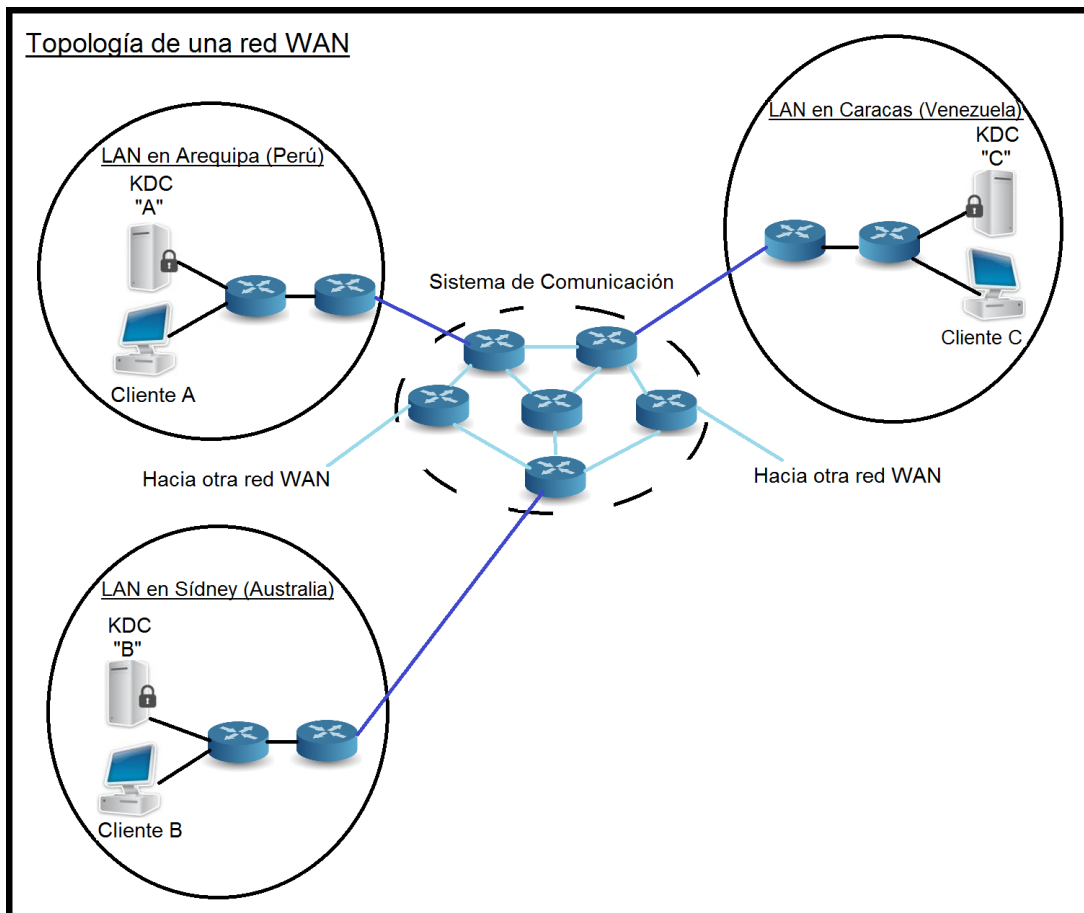 Topología de una red WAN
LAN en Arequipa (Perú)
KDC
"A"
Cliente A
LAN en Caracas (Venezuela)
KDC
"C"
Cliente C
Sistema de Comunicación
Hacia otra red WAN
Hacia otra red WAN
LAN en Sídney (Australia)
KDC
"B"
Cliente B